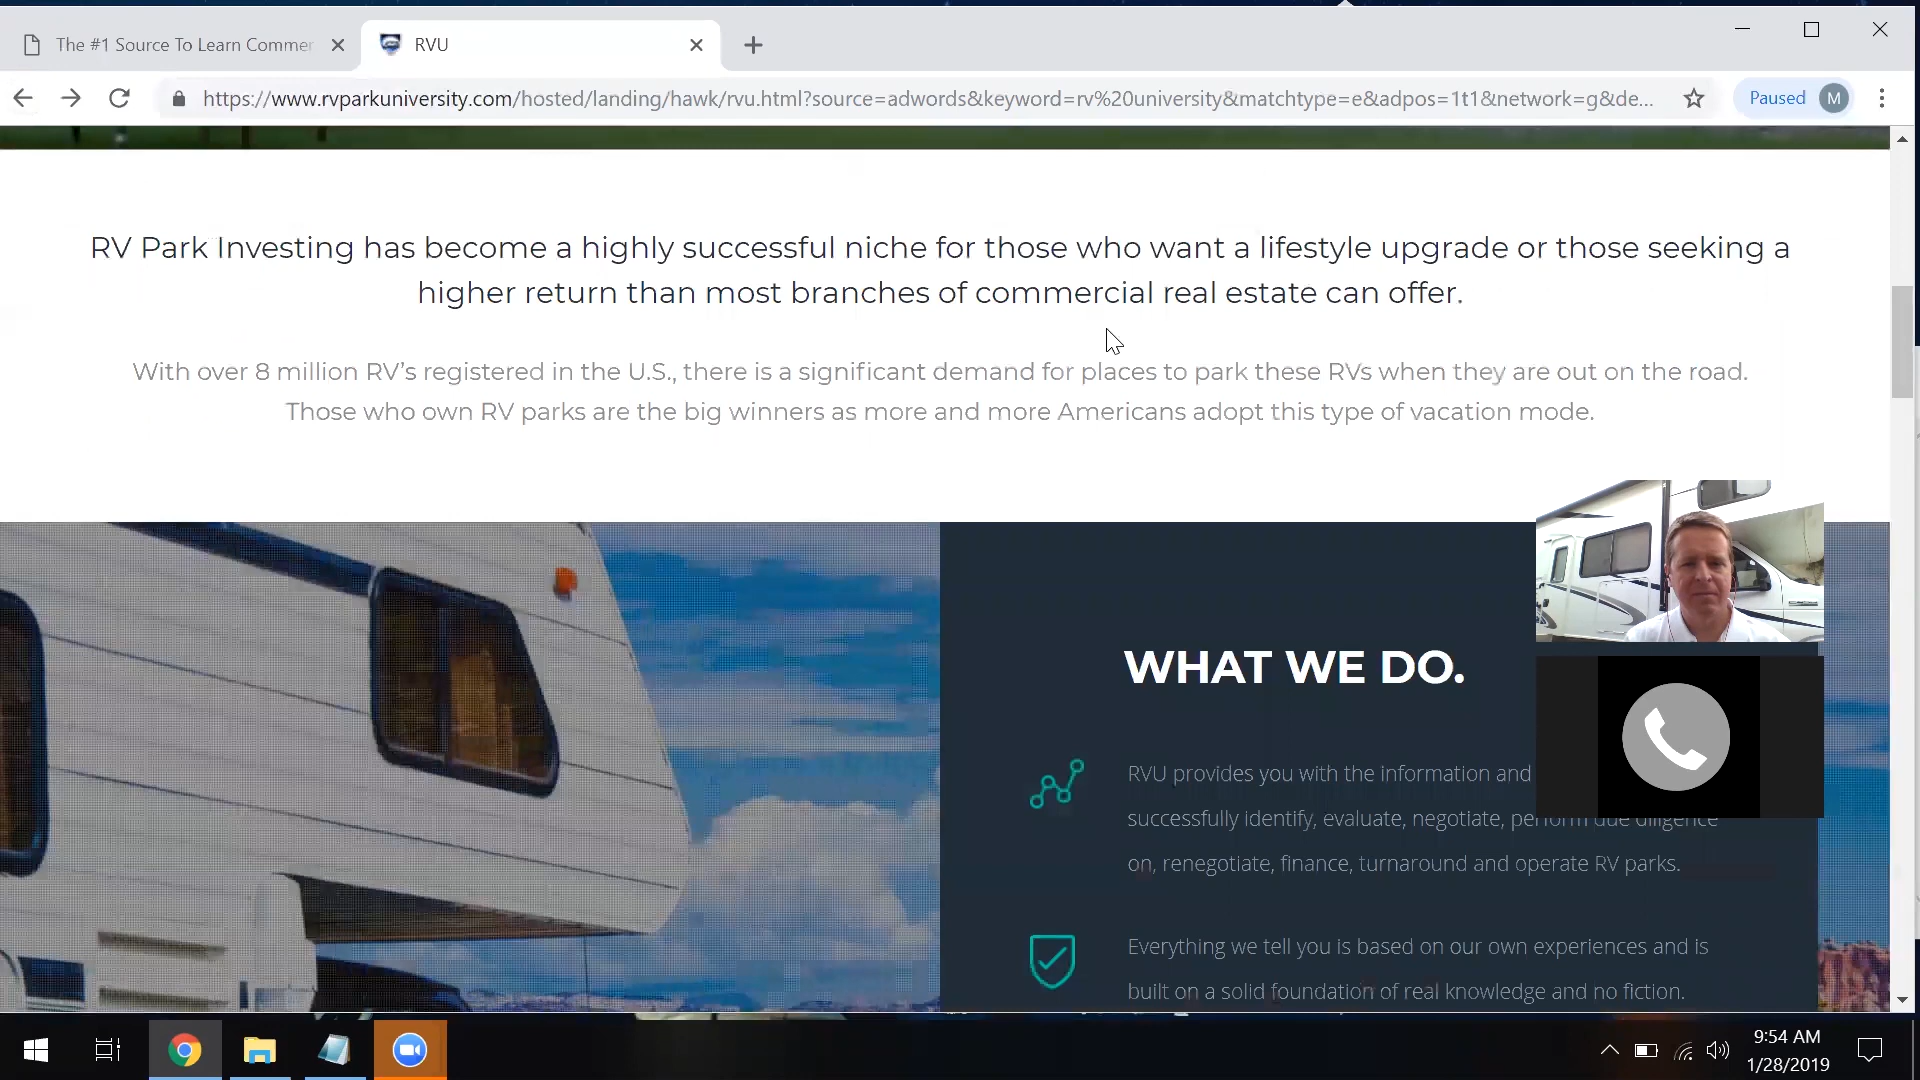 The #1 Source To Learn Commer
RVU
https://www.rvparkuniversity.com/hosted/landing/hawk/rvu.html?source=adwords&keyword=rv%20university&matchtype=e&adpos=1t1&network=g&de...
Paused M
RV Park Investing has become a highly successful niche for those who want a lifestyle upgrade or those seeking a
higher return than most branches of commercial real estate can offer.
With over 8 million RV's registered in the U.S., there is a significant demand for places to park these RVs when they are out on the road.
Those who own RV parks are the big winners as more and more Americans adopt this type of vacation mode.
WHAT WE DO.
RVU provides you with the information and
successfully identify, evaluate, negotiate, perform due diligence
on, renegotiate, finance, turnaround and operate RV parks.
Everything we tell you is based on our own experiences and is
built on a solid foundation of real knowledge and no fiction.
9:54 AM
1/28/2019